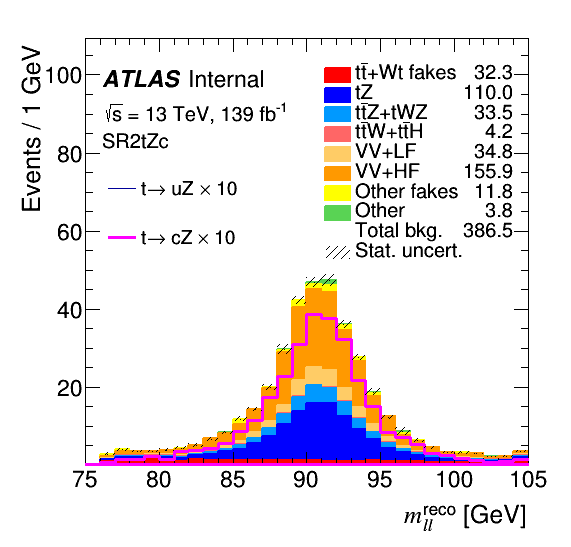 Events / 1 GeV
100
80
60
40
20
ATLAS Internal
√s = 13 TeV, 139 fb⁻¹
SR2tZc
t→ uZ × 10
t→ cZ × 10
tt̄+Wt fakes 32.3
tZ 110.0
tt̄Z+tWZ 33.5
tt̄W+tt̄H 4.2
VV+LF 34.8
VV+HF 155.9
Other fakes 11.8
Other 3.8
Total bkg. 386.5
Stat. uncert.
75 80 85 90 95 100 105
m_ll^reco [GeV]